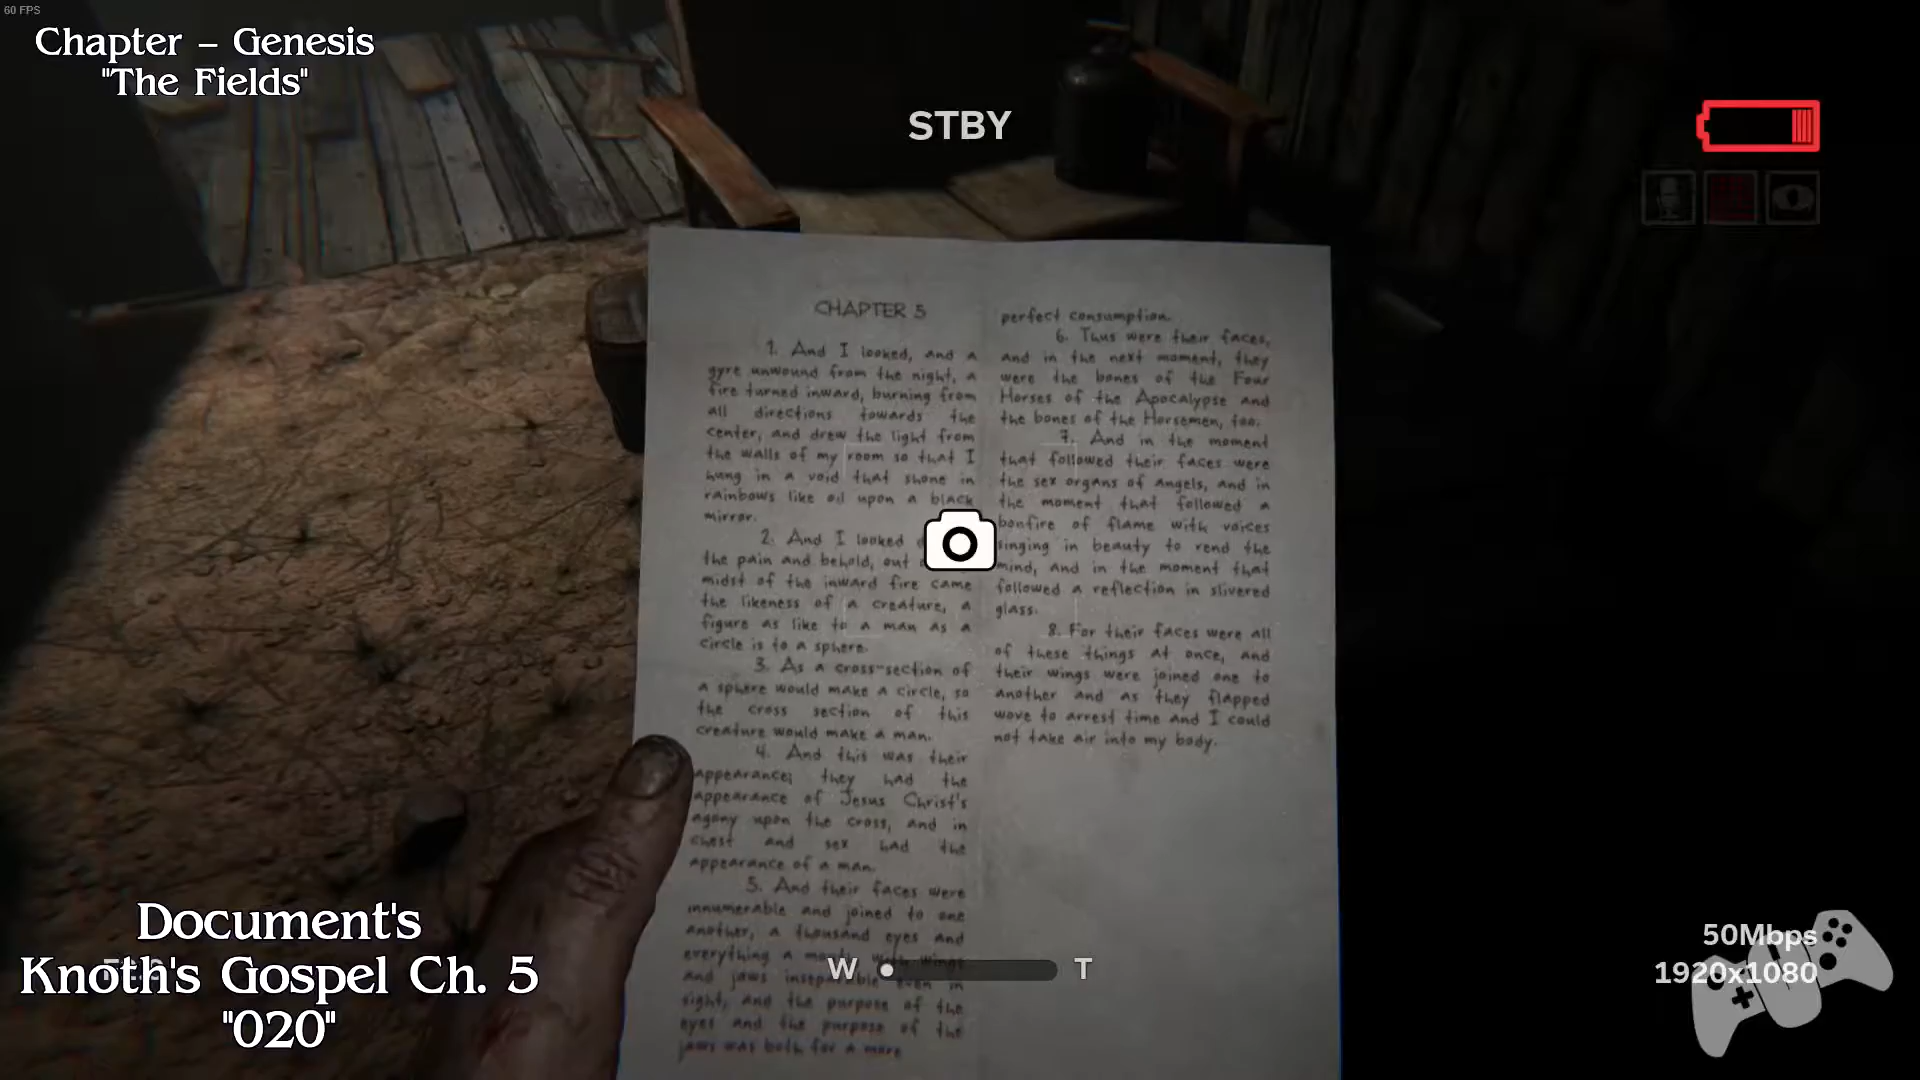 60 FPS
Chapter – Genesis
"The Fields"
STBY
CHAPTER 5
1. And I looked, and a
gyre unwound from the night, a
fire turned inward, burning from
all directions towards the
center, and drew the light from
the walls of my room so that I
hung in a void that shone in
rainbows like oil upon a black
mirror.
2. And I looked
the pain and behold, out
midst of the inward fire came
the likeness of a creature, a
figure as like to a man as a
circle is to a sphere.
3. As a cross-section of
a sphere would make a circle, so
the cross section of this
creature would make a man.
4. And this was their
appearance; they had the
appearance of Jesus Christ's
agony upon the cross, and in
chest and sex had the
appearance of a man.
5. And their faces were
innumerable and joined to one
another, a thousand eyes and
everything a wings
and jaws inseparable even in
sight, and the purpose of the
eyes and the purpose of the
jaws was both for a more
perfect consumption.
6. Thus were their faces,
and in the next moment, they
were the bones of the Four
Horses of the Apocalypse and
the bones of the Horsemen, too.
7. And in the moment
that followed their faces were
the sex organs of angels, and in
the moment that followed a
bonfire of flame with voices
singing in beauty to rend the
mind, and in the moment that
followed a reflection in slivered
glass.
8. For their faces were all
of these things at once, and
their wings were joined one to
another and as they flapped
wove to arrest time and I could
not take air into my body.
W T
Document's
Knoth's Gospel Ch. 5
"020"
50Mbps
1920x1080